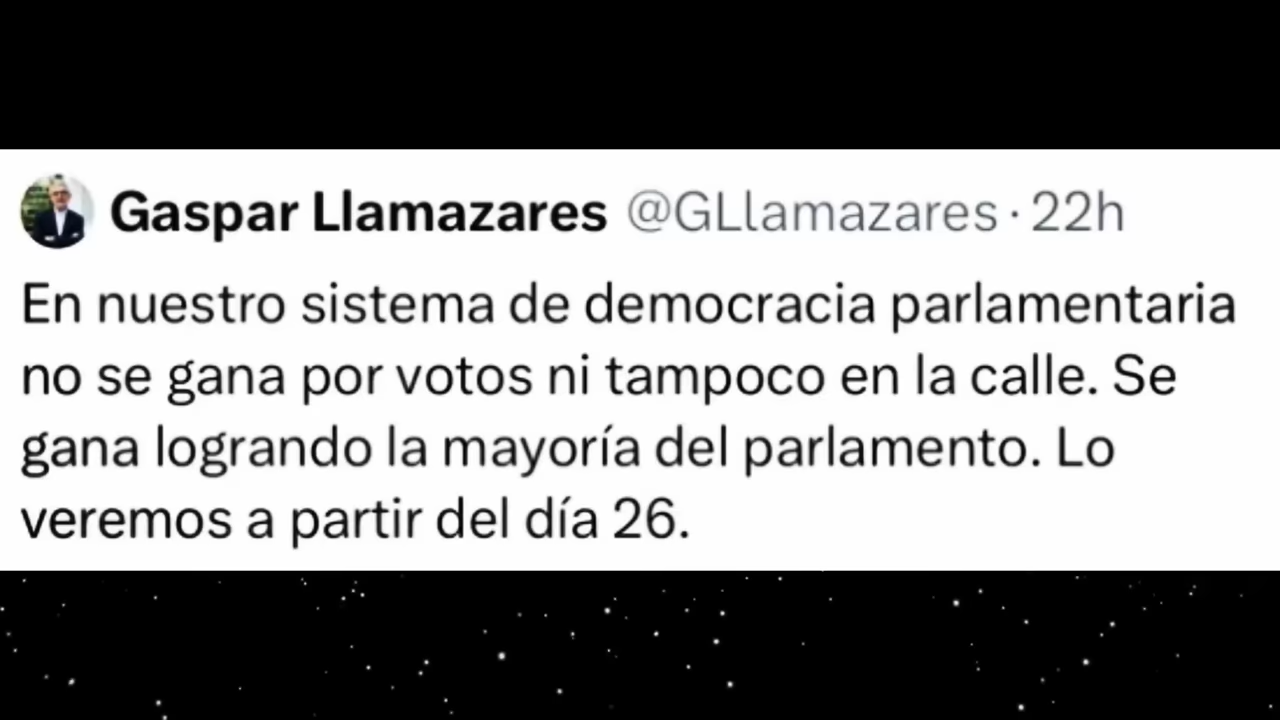 Gaspar Llamazares @GLlamazares · 22h
En nuestro sistema de democracia parlamentaria
no se gana por votos ni tampoco en la calle. Se
gana logrando la mayoría del parlamento. Lo
veremos a partir del día 26.